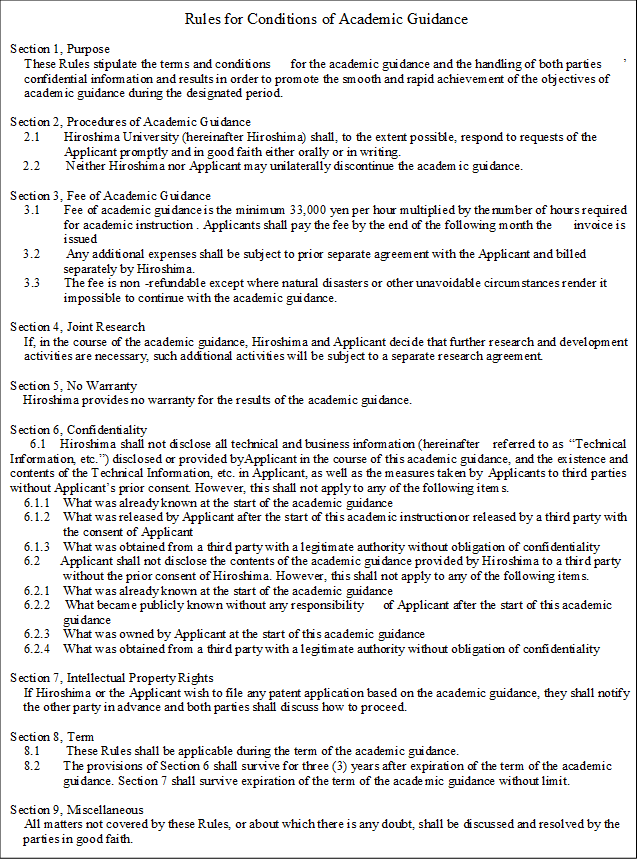 Rules for Conditions of Academic Guidance
Section 1, Purpose
These Rules stipulate the terms and conditions for the academic guidance and the handling of both parties ’
confidential information and results in order to promote the smooth and rapid achievement of the objectives of
academic guidance during the designated period.
Section 2, Procedures of Academic Guidance
2.1 Hiroshima University (hereinafter Hiroshima) shall, to the extent possible, respond to requests of the
Applicant promptly and in good faith either orally or in writing.
2.2 Neither Hiroshima nor Applicant may unilaterally discontinue the academic guidance.
Section 3, Fee of Academic Guidance
3.1 Fee of academic guidance is the minimum 33,000 yen per hour multiplied by the number of hours required
for academic instruction . Applicants shall pay the fee by the end of the following month the invoice is
issued
3.2 Any additional expenses shall be subject to prior separate agreement with the Applicant and billed
separately by Hiroshima.
3.3 The fee is non -refundable except where natural disasters or other unavoidable circumstances render it
impossible to continue with the academic guidance.
Section 4, Joint Research
If, in the course of the academic guidance, Hiroshima and Applicant decide that further research and development
activities are necessary, such additional activities will be subject to a separate research agreement.
Section 5, No Warranty
Hiroshima provides no warranty for the results of the academic guidance.
Section 6, Confidentiality
6.1 Hiroshima shall not disclose all technical and business information (hereinafter referred to as “Technical
Information, etc.”) disclosed or provided by Applicant in the course of this academic guidance, and the existence and
contents of the Technical Information, etc. in Applicant, as well as the measures taken by Applicants to third parties
without Applicant’s prior consent. However, this shall not apply to any of the following items.
6.1.1 What was already known at the start of the academic guidance
6.1.2 What was released by Applicant after the start of this academic instruction or released by a third party with
the consent of Applicant
6.1.3 What was obtained from a third party with a legitimate authority without obligation of confidentiality
6.2 Applicant shall not disclose the contents of the academic guidance provided by Hiroshima to a third party
without the prior consent of Hiroshima. However, this shall not apply to any of the following items.
6.2.1 What was already known at the start of the academic guidance
6.2.2 What became publicly known without any responsibility of Applicant after the start of this academic
guidance
6.2.3 What was owned by Applicant at the start of this academic guidance
6.2.4 What was obtained from a third party with a legitimate authority without obligation of confidentiality
Section 7, Intellectual Property Rights
If Hiroshima or the Applicant wish to file any patent application based on the academic guidance, they shall notify
the other party in advance and both parties shall discuss how to proceed.
Section 8, Term
8.1 These Rules shall be applicable during the term of the academic guidance.
8.2 The provisions of Section 6 shall survive for three (3) years after expiration of the term of the academic
guidance. Section 7 shall survive expiration of the term of the academic guidance without limit.
Section 9, Miscellaneous
All matters not covered by these Rules, or about which there is any doubt, shall be discussed and resolved by the
parties in good faith.